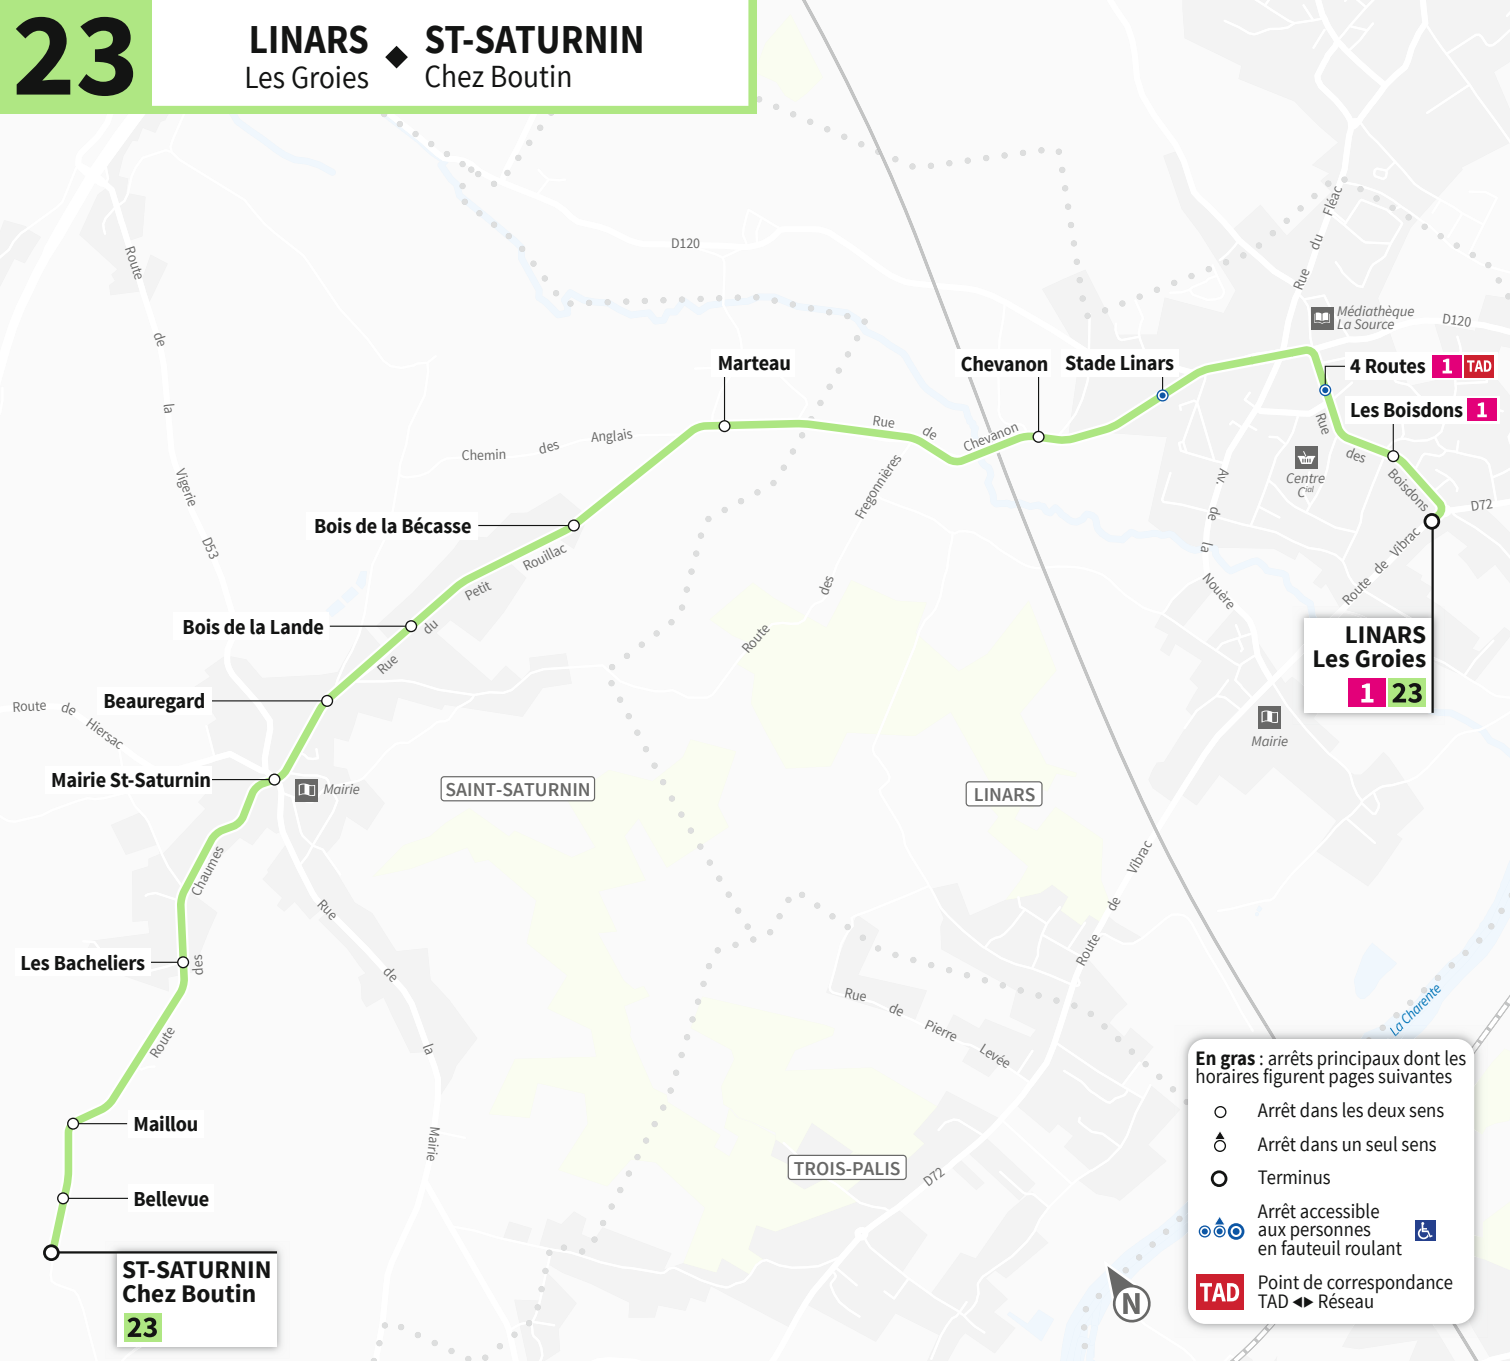 23
LINARS
Les Groies
ST-SATURNIN
Chez Boutin
D120
Rue du Fléac
Médiathèque
La Source
D120
Route de la Vigerie D53
Marteau
Chevanon
Stade Linars
4 Routes 1 TAD
Les Boisdons 1
Chemin des Anglais
Rue de Chevanon
Rue des Boisdons
Centre
Cial
D72
Av. de la Nouère
Route de Vibrac
Route des Fregonnières
Bois de la Bécasse
Rue du Petit Rouillac
Bois de la Lande
LINARS
Les Groies
1 23
Beauregard
Route de Hiersac
Mairie
Mairie St-Saturnin
Mairie
SAINT-SATURNIN
LINARS
Route des Chaumes
Rue de la Mairie
Route de Vibrac
Les Bacheliers
Rue de Pierre Levée
La Charente
Maillou
TROIS-PALIS
D72
Bellevue
ST-SATURNIN
Chez Boutin
23
En gras : arrêts principaux dont les
horaires figurent pages suivantes
Arrêt dans les deux sens
Arrêt dans un seul sens
Terminus
Arrêt accessible
aux personnes
en fauteuil roulant
TAD
Point de correspondance
TAD ◂▸ Réseau
N